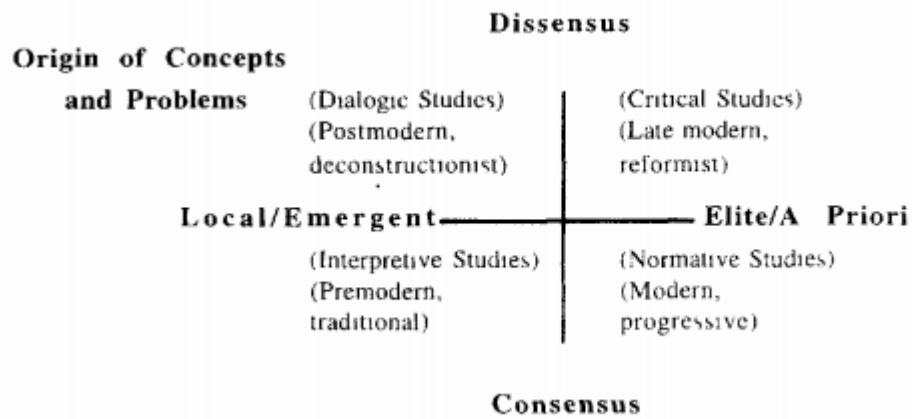 Dissensus
Origin of Concepts
and Problems
(Dialogic Studies)
(Postmodern,
deconstructionist)
(Critical Studies)
(Late modern,
reformist)
Local/Emergent
Elite/A Priori
(Interpretive Studies)
(Premodern,
traditional)
(Normative Studies)
(Modern,
progressive)
Consensus